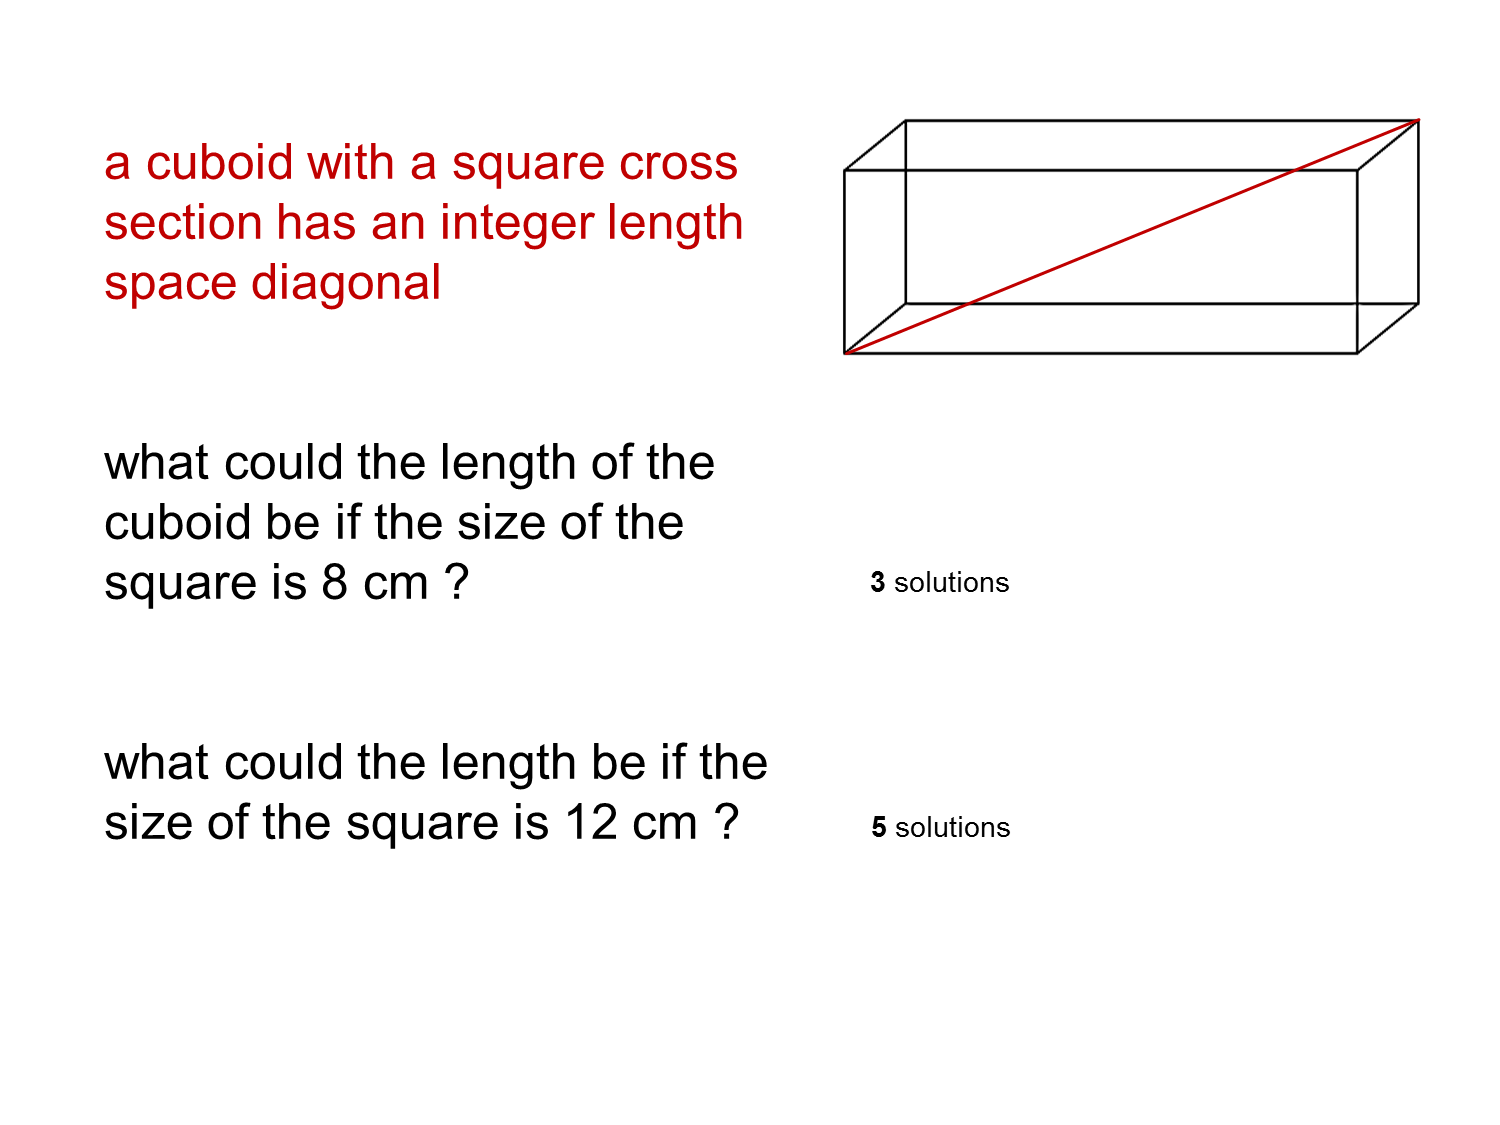 a cuboid with a square cross
section has an integer length
space diagonal
what could the length of the
cuboid be if the size of the
square is 8 cm ?
3 solutions
what could the length be if the
size of the square is 12 cm ?
5 solutions